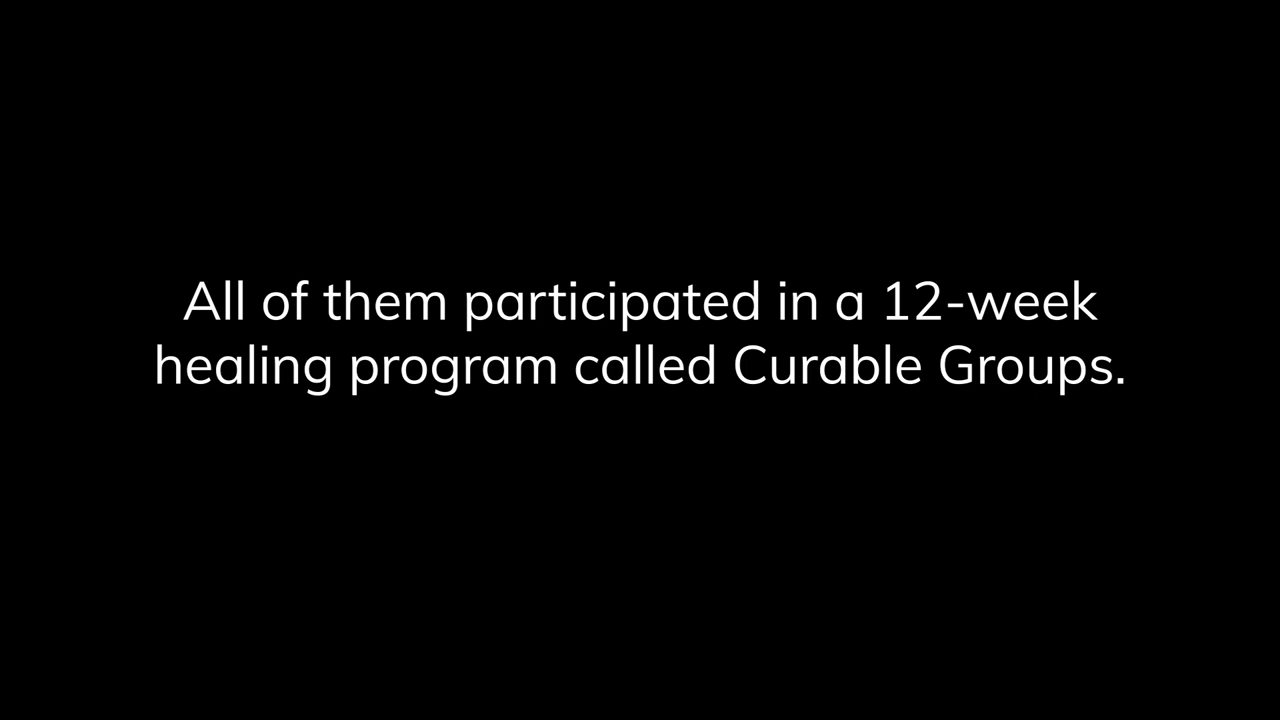 All of them participated in a 12-week
healing program called Curable Groups.